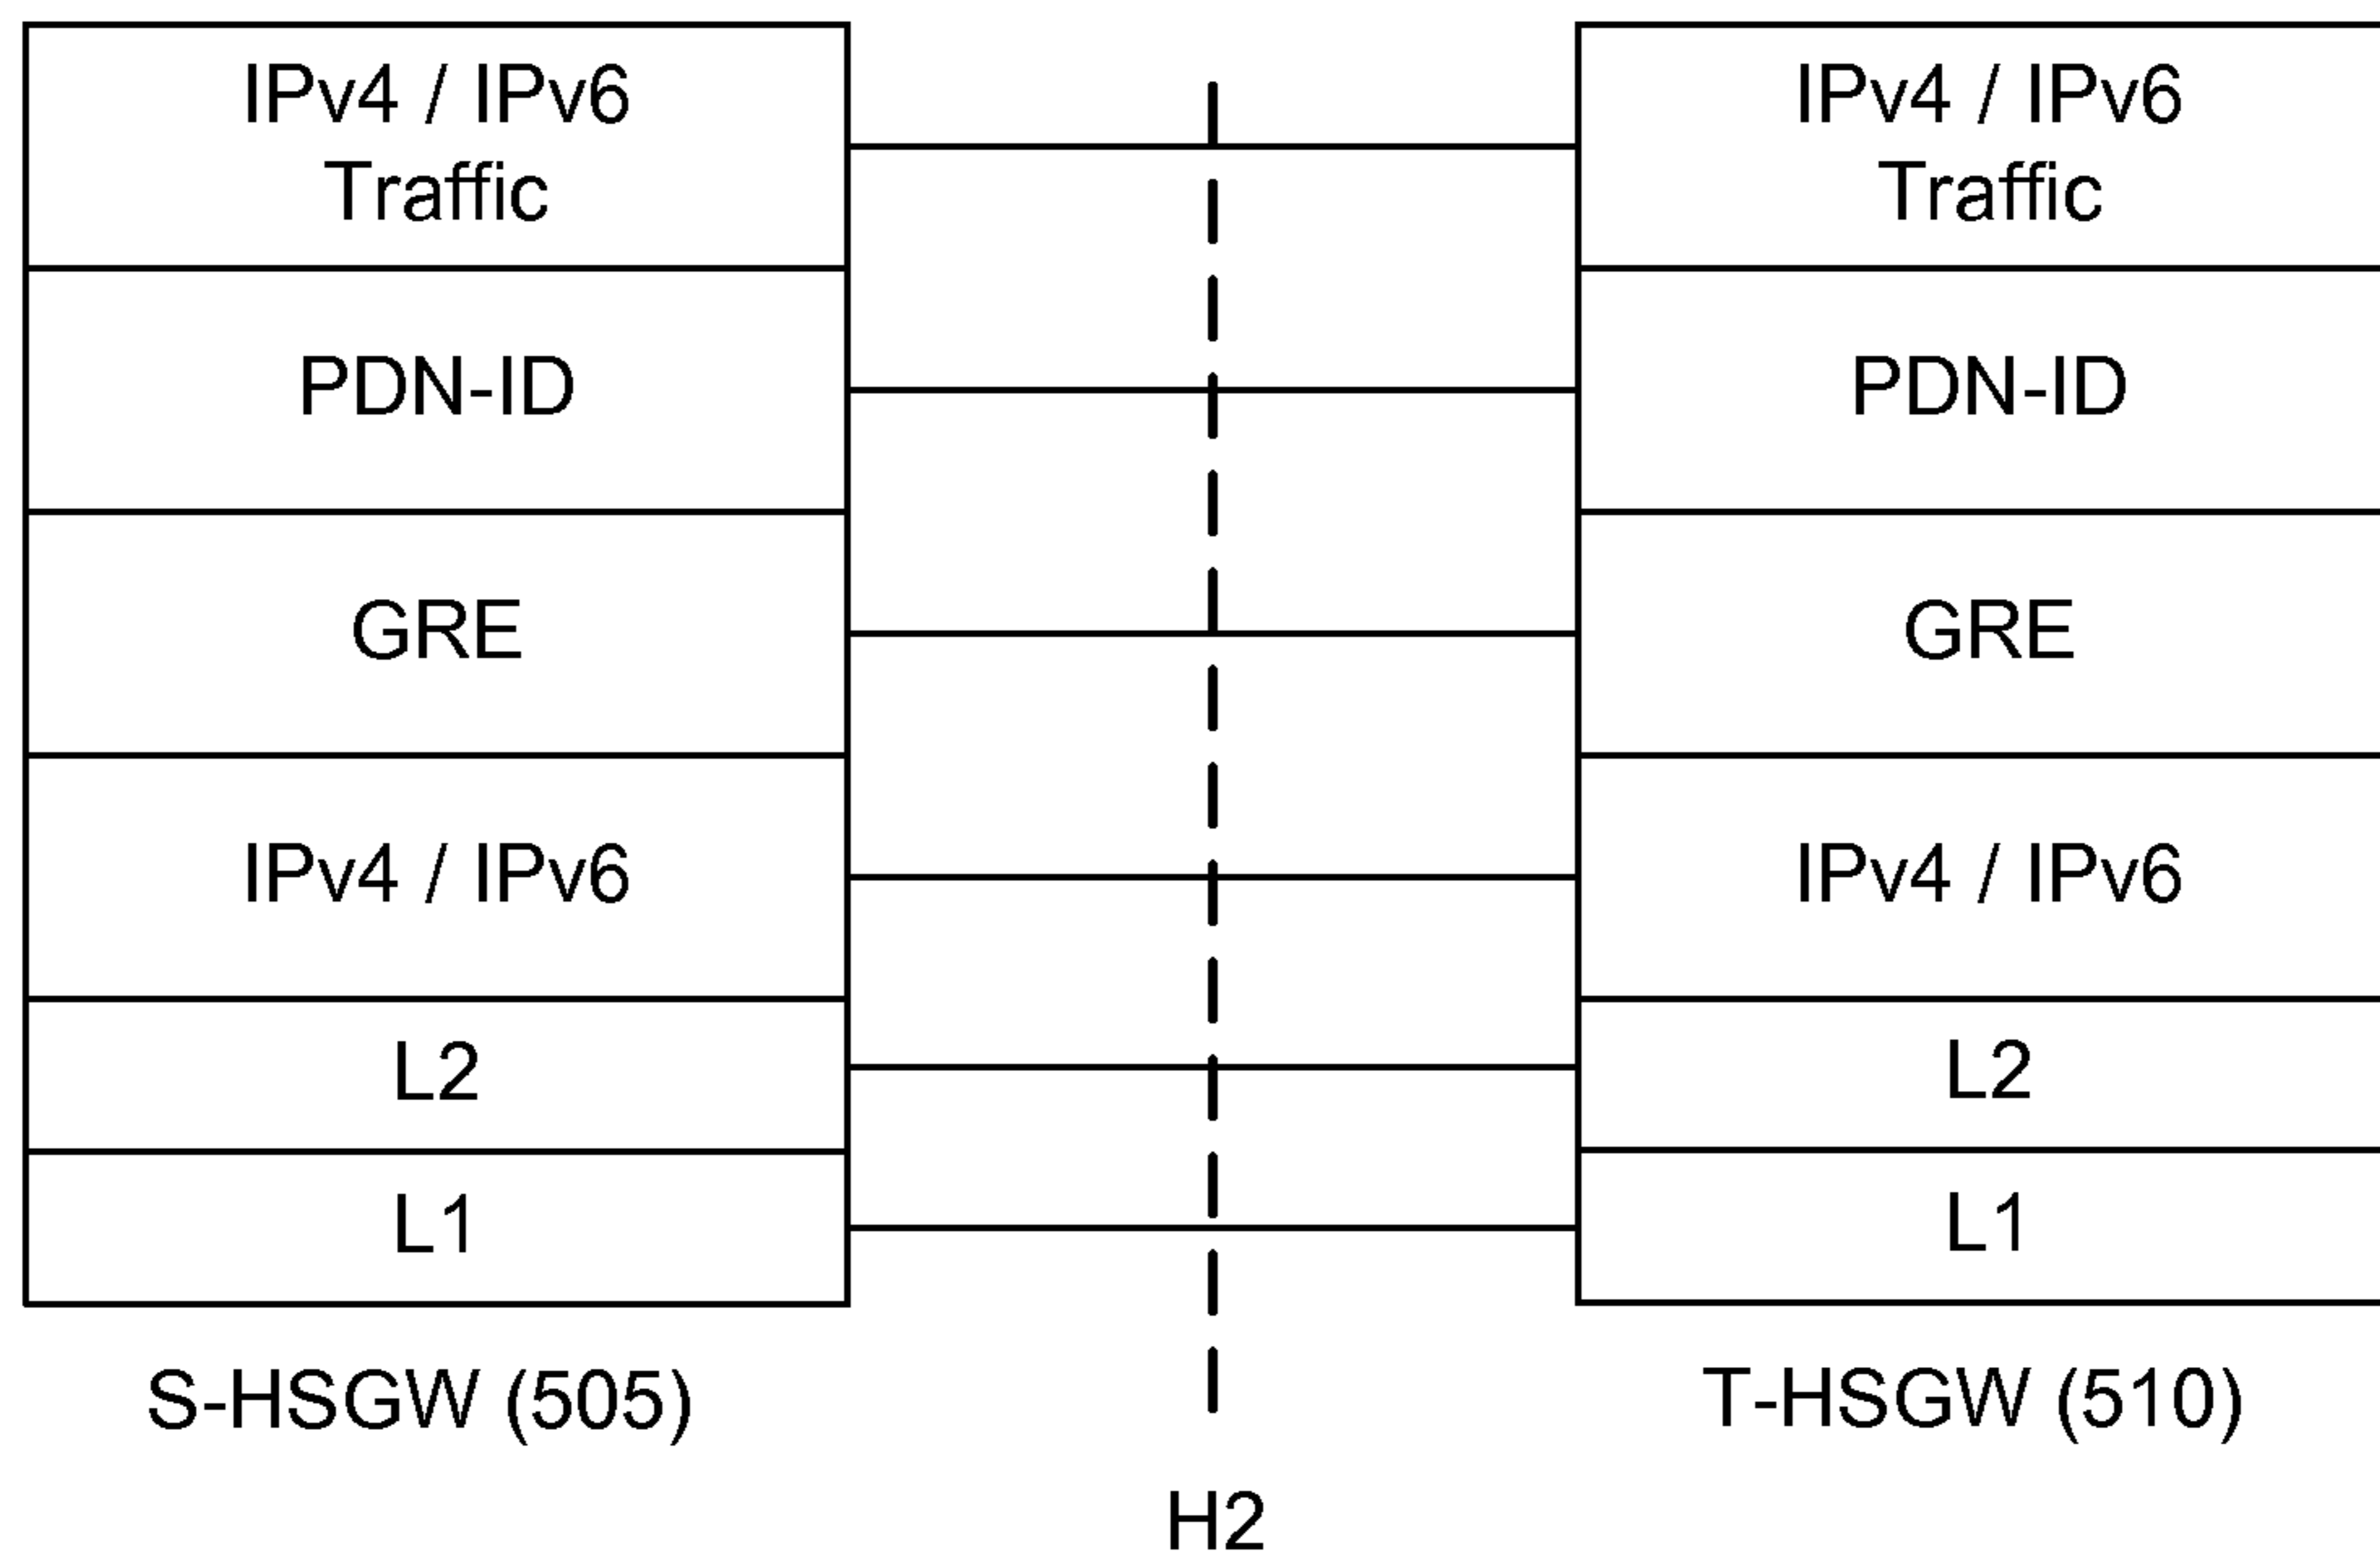 IPv4 / IPv6
Traffic
PDN-ID
GRE
IPv4 / IPv6
L2
L1
S-HSGW (505)
IPv4 / IPv6
Traffic
PDN-ID
GRE
IPv4 / IPv6
L2
L1
T-HSGW (510)
H2